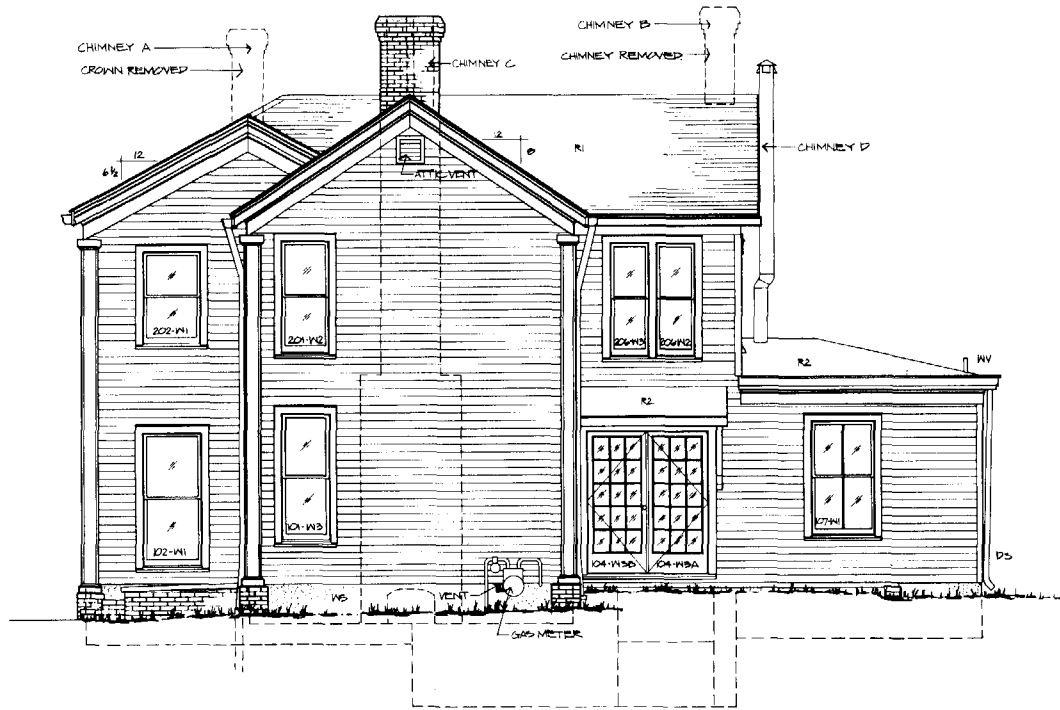 CHIMNEY B
CHIMNEY A
CHIMNEY REMOVED
CROWN REMOVED
CHIMNEY C
12
6½
12
8
R1
CHIMNEY D
ATTIC VENT
202-W1
201-W2
206-W3
206-W2
R2
WV
R2
102-W1
101-W3
107-W1
104-W3B
104-W3A
DS
WS
VENT
GAS METER